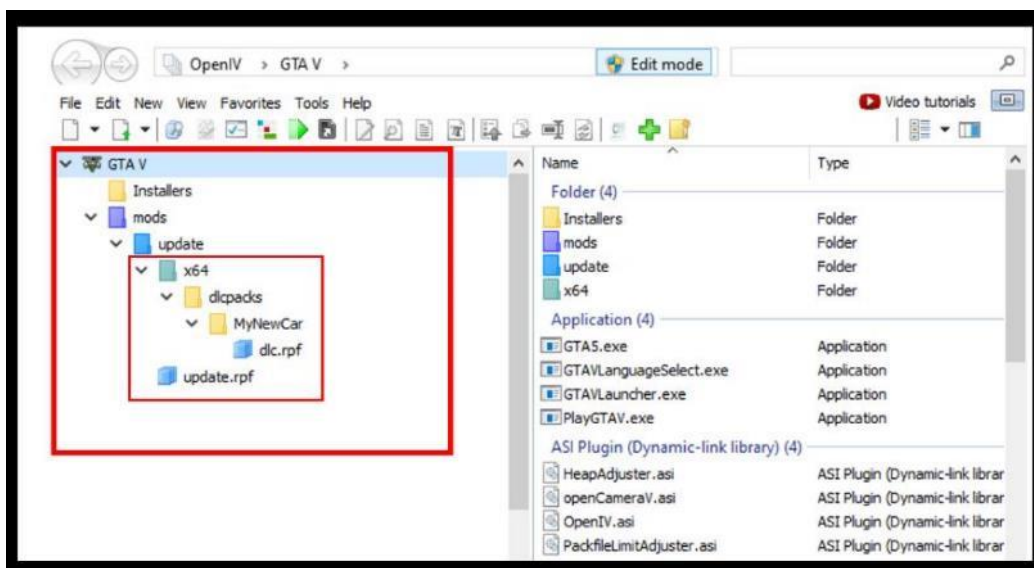 OpenIV > GTA V >
Edit mode
File Edit New View Favorites Tools Help
Video tutorials
GTA V
Installers
mods
update
x64
dlcpacks
MyNewCar
dlc.rpf
update.rpf
Name Type
Folder (4)
Installers Folder
mods Folder
update Folder
x64 Folder
Application (4)
GTA5.exe Application
GTAVLanguageSelect.exe Application
GTAVLauncher.exe Application
PlayGTAV.exe Application
ASI Plugin (Dynamic-link library) (4)
HeapAdjuster.asi ASI Plugin (Dynamic-link librar
openCameraV.asi ASI Plugin (Dynamic-link librar
OpenIV.asi ASI Plugin (Dynamic-link librar
PackfileLimitAdjuster.asi ASI Plugin (Dynamic-link librar